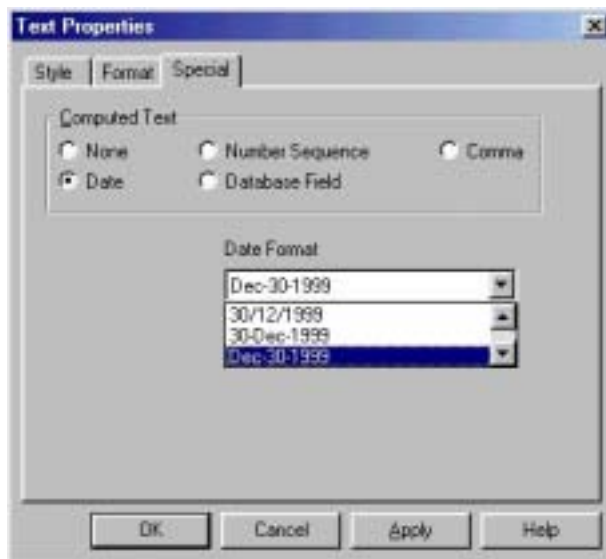 Text Properties
Style Format Special
Computed Text
None Number Sequence Comma
Date Database Field
Date Format
Dec-30-1999
30/12/1999
30-Dec-1999
Dec-30-1999
OK Cancel Apply Help